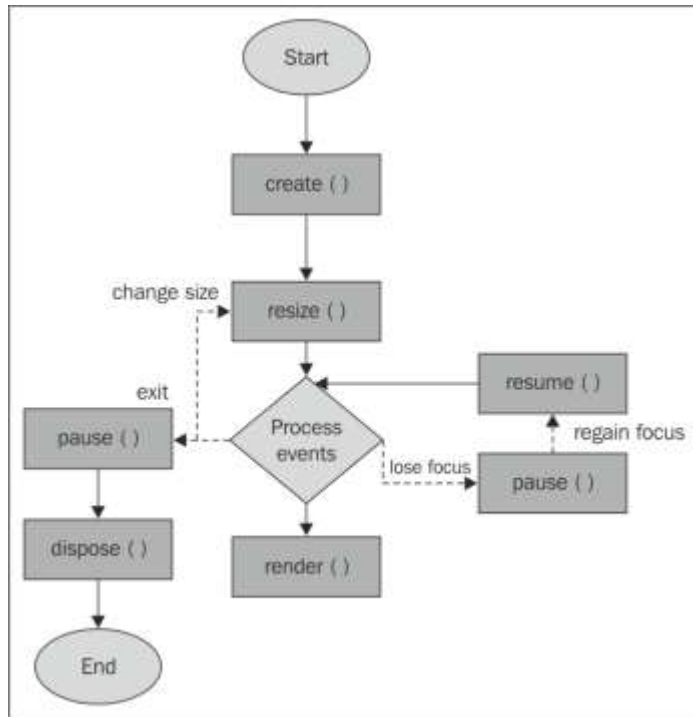 Start
create ( )
change size
resize ( )
exit
resume ( )
pause ( )
Process
events
regain focus
lose focus
pause ( )
dispose ( )
render ( )
End